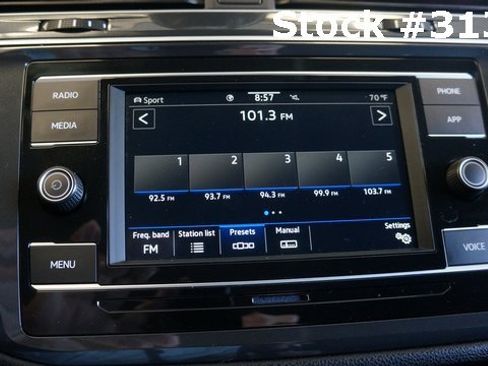 Stock #313
RADIO
MEDIA
MENU
PHONE
APP
VOICE
Sport 8:57 70 °F
< 101.3 FM >
1 2 3 4 5
92.5 FM 93.7 FM 94.3 FM 99.9 FM 103.7 FM
Freq. band Station list Presets Manual Settings
FM